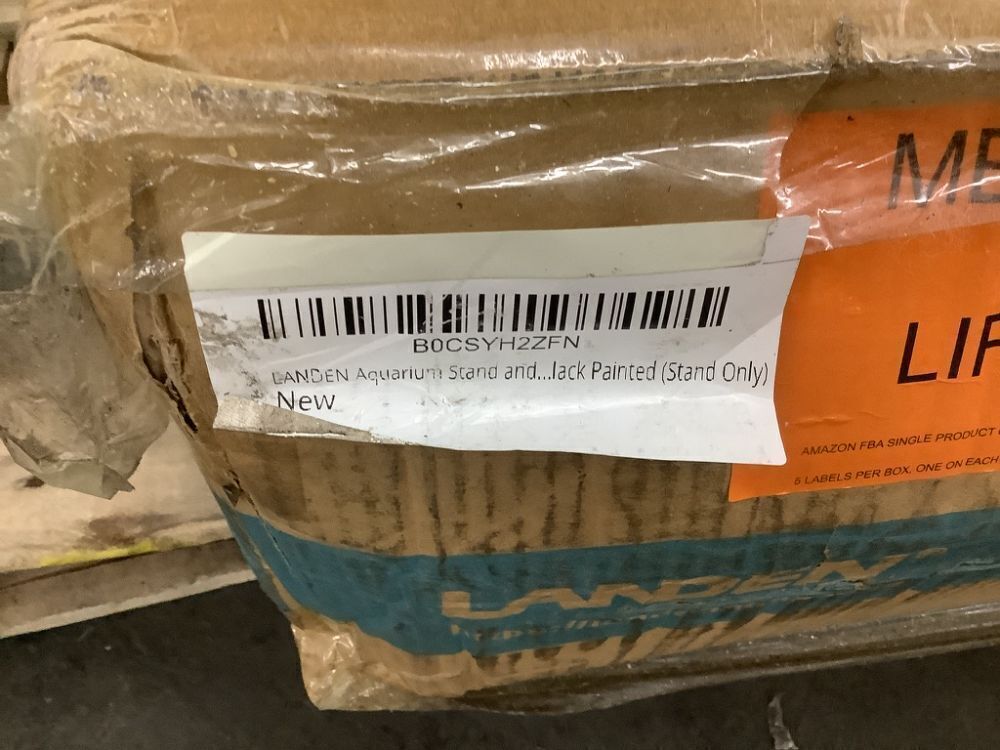 B0CSYH2ZFN
LANDEN Aquarium Stand and...lack Painted (Stand Only)
New
ME
LIF
AMAZON FBA SINGLE PRODUCT
5 LABELS PER BOX, ONE ON EACH
LANDEN